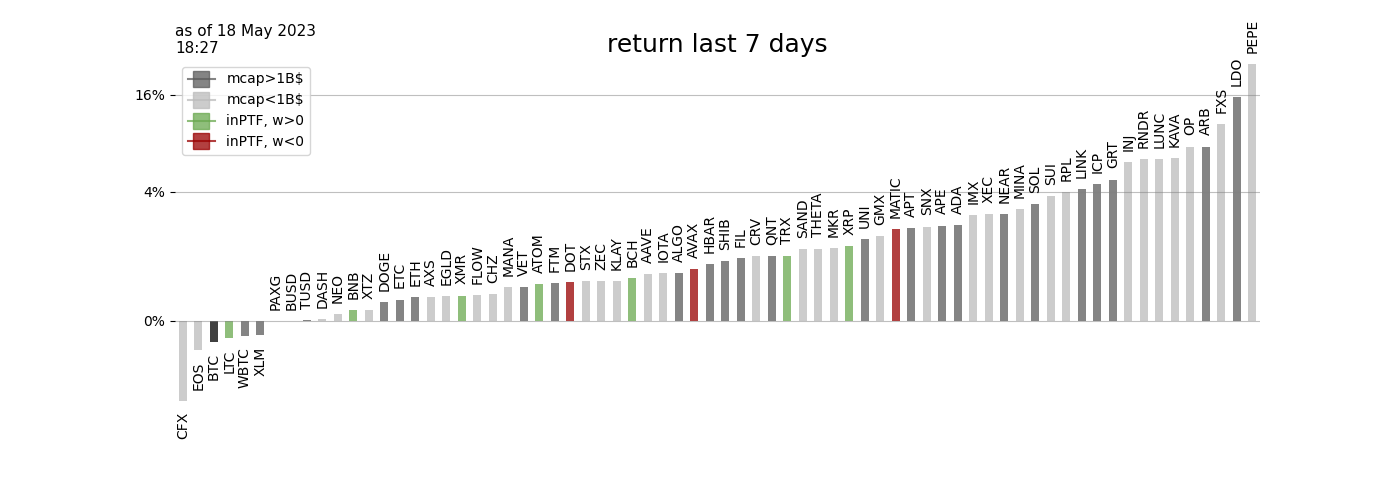 as of 18 May 2023
18:27
return last 7 days
mcap>1B$
mcap<1B$
inPTF, w>0
inPTF, w<0
16%
4%
0%
CFX
EOS
BTC
LTC
WBTC
XLM
PAXG
BUSD
TUSD
DASH
NEO
BNB
XTZ
DOGE
ETC
ETH
AXS
EGLD
XMR
FLOW
CHZ
MANA
VET
ATOM
FTM
DOT
STX
ZEC
KLAY
BCH
AAVE
IOTA
ALGO
AVAX
HBAR
SHIB
FIL
CRV
QNT
TRX
SAND
THETA
MKR
XRP
UNI
GMX
MATIC
APT
SNX
APE
ADA
IMX
XEC
NEAR
MINA
SOL
SUI
RPL
LINK
ICP
GRT
INJ
RNDR
LUNC
KAVA
OP
ARB
FXS
LDO
PEPE